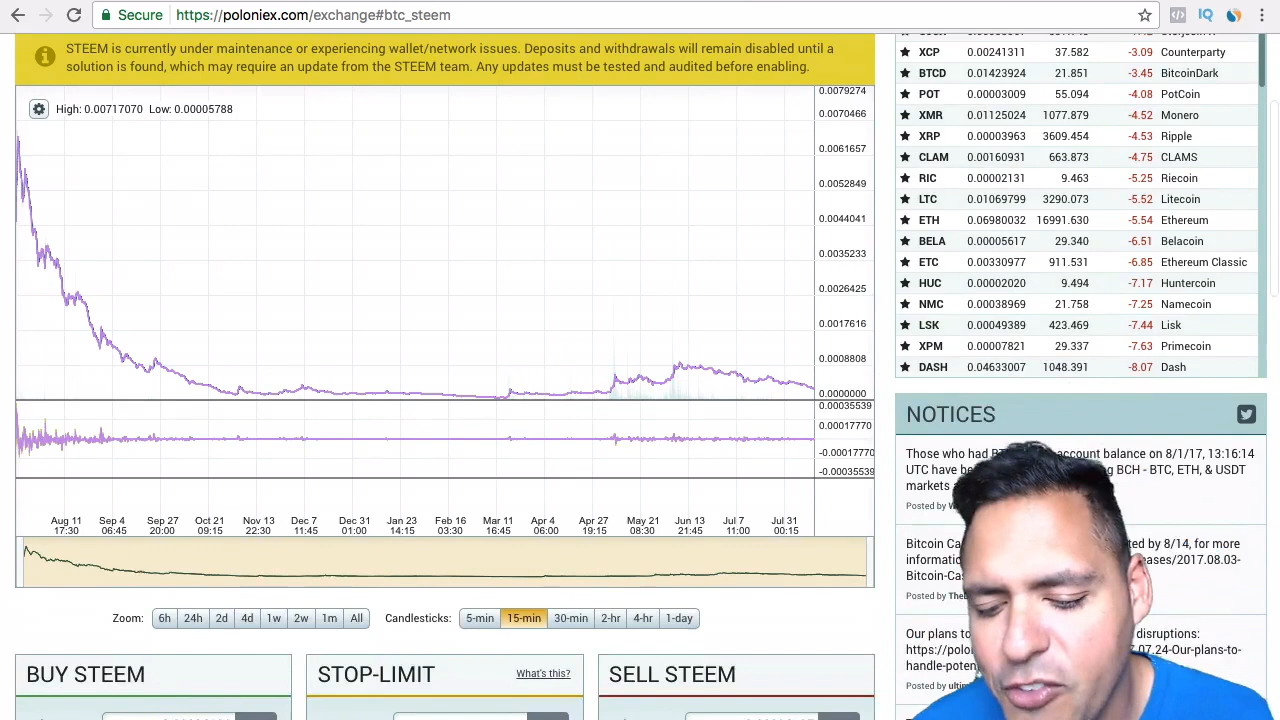 Secure https://poloniex.com/exchange#btc_steem
STEEM is currently under maintenance or experiencing wallet/network issues. Deposits and withdrawals will remain disabled until a
solution is found, which may require an update from the STEEM team. Any updates must be tested and audited before enabling.
High: 0.00717070 Low: 0.00005788
0.0079274
0.0070466
0.0061657
0.0052849
0.0044041
0.0035233
0.0026425
0.0017616
0.0008808
0.0000000
0.00035539
0.00017770
-0.00017770
-0.00035539
Aug 11 Sep 4 Sep 27 Oct 21 Nov 13 Dec 7 Dec 31 Jan 23 Feb 16 Mar 11 Apr 4 Apr 27 May 21 Jun 13 Jul 7 Jul 31
17:30 06:45 20:00 09:15 22:30 11:45 01:00 14:15 03:30 16:45 06:00 19:15 08:30 21:45 11:00 00:15
Zoom: 6h 24h 2d 4d 1w 2w 1m All Candlesticks: 5-min 15-min 30-min 2-hr 4-hr 1-day
BUY STEEM
STOP-LIMIT What's this?
SELL STEEM
XCP 0.00241311 37.582 -3.09 Counterparty
BTCD 0.01423924 21.851 -3.45 BitcoinDark
POT 0.00003009 55.094 -4.08 PotCoin
XMR 0.01125024 1077.879 -4.52 Monero
XRP 0.00003963 3609.454 -4.53 Ripple
CLAM 0.00160931 663.873 -4.75 CLAMS
RIC 0.00002131 9.463 -5.25 Riecoin
LTC 0.01069799 3290.073 -5.52 Litecoin
ETH 0.06980032 16991.630 -5.54 Ethereum
BELA 0.00005617 29.340 -6.51 Belacoin
ETC 0.00330977 911.531 -6.85 Ethereum Classic
HUC 0.00002020 9.494 -7.17 Huntercoin
NMC 0.00038969 21.758 -7.25 Namecoin
LSK 0.00049389 423.469 -7.44 Lisk
XPM 0.00007821 29.337 -7.63 Primecoin
DASH 0.04633007 1048.391 -8.07 Dash
NOTICES
Those who had account balance on 8/1/17, 13:16:14
UTC have BCH - BTC, ETH, & USDT
markets
Posted by
Bitcoin Ca by 8/14, for more
information eases/2017.08.03-
Bitcoin-Cas
Posted by
Our plans to disruptions:
https://polo 07.24-Our-plans-to-
handle-poten
Posted by